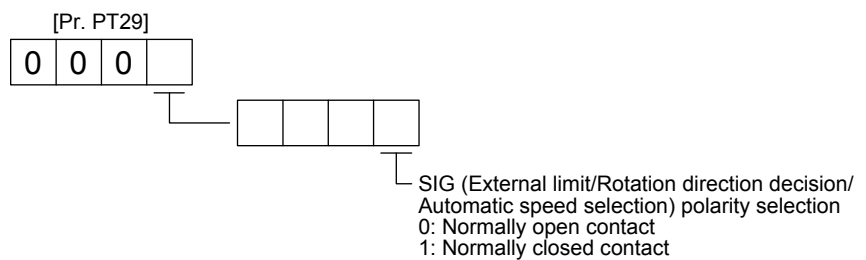 [Pr. PT29]
0 0 0
SIG (External limit/Rotation direction decision/
Automatic speed selection) polarity selection
0: Normally open contact
1: Normally closed contact